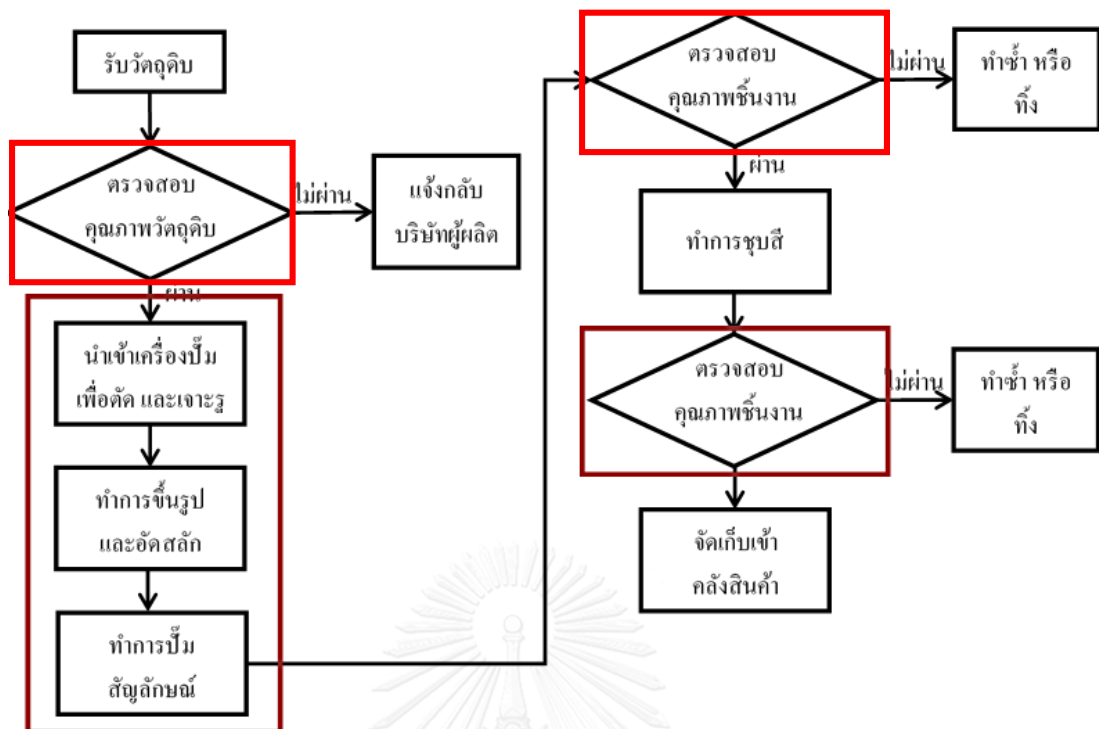 รับวัตถุดิบ
ตรวจสอบ
คุณภาพวัตถุดิบ
ไม่ผ่าน
แจ้งกลับ
บริษัทผู้ผลิต
ผ่าน
นำเข้าเครื่องปั๊ม
เพื่อตัด และเจาะรู
ทำการขึ้นรูป
และอัดสลัก
ทำการปั๊ม
สัญลักษณ์
ตรวจสอบ
คุณภาพชิ้นงาน
ไม่ผ่าน
ทำซ้ำ หรือ
ทิ้ง
ผ่าน
ทำการชุบสี
ตรวจสอบ
คุณภาพชิ้นงาน
ไม่ผ่าน
ทำซ้ำ หรือ
ทิ้ง
จัดเก็บเข้า
คลังสินค้า